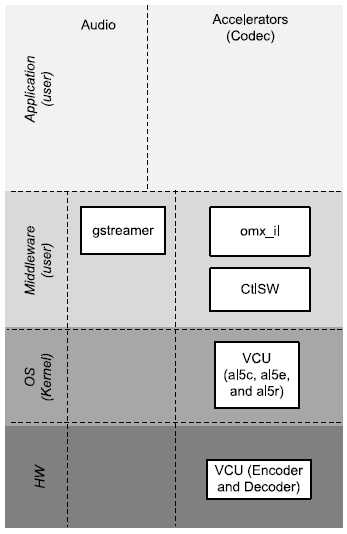 Audio
Accelerators
(Codec)
Application
(user)
Middleware
(user)
gstreamer
omx_il
CtlSW
OS
(Kernel)
VCU
(al5c, al5e,
and al5r)
HW
VCU (Encoder
and Decoder)